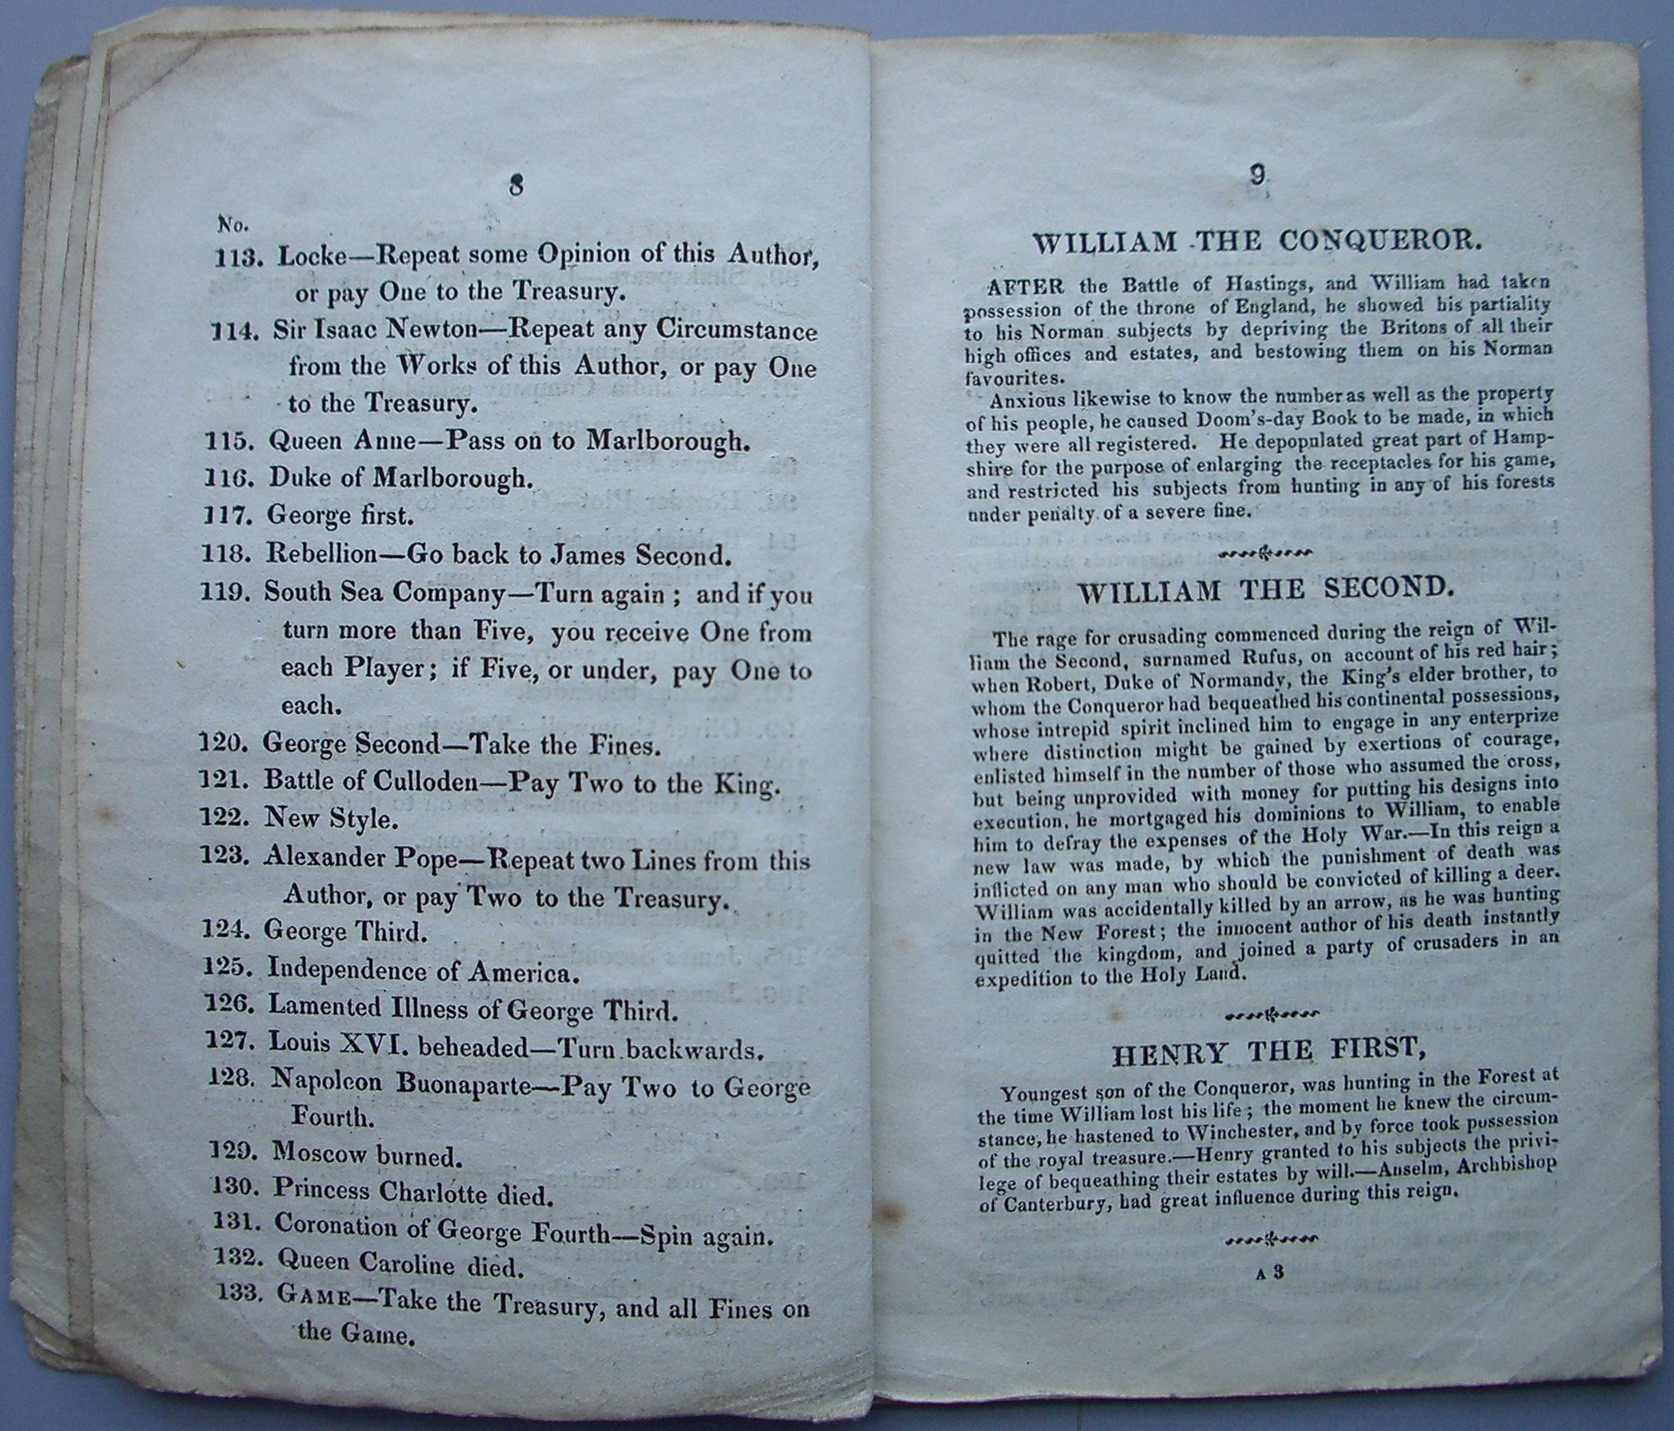 8
No.
113. Locke—Repeat some Opinion of this Author,
or pay One to the Treasury.
114. Sir Isaac Newton—Repeat any Circumstance
from the Works of this Author, or pay One
to the Treasury.
115. Queen Anne—Pass on to Marlborough.
116. Duke of Marlborough.
117. George first.
118. Rebellion—Go back to James Second.
119. South Sea Company—Turn again; and if you
turn more than Five, you receive One from
each Player; if Five, or under, pay One to
each.
120. George Second—Take the Fines.
121. Battle of Culloden—Pay Two to the King.
122. New Style.
123. Alexander Pope—Repeat two Lines from this
Author, or pay Two to the Treasury.
124. George Third.
125. Independence of America.
126. Lamented Illness of George Third.
127. Louis XVI. beheaded—Turn backwards.
128. Napoleon Buonaparte—Pay Two to George
Fourth.
129. Moscow burned.
130. Princess Charlotte died.
131. Coronation of George Fourth—Spin again.
132. Queen Caroline died.
133. GAME—Take the Treasury, and all Fines on
the Game.
9
WILLIAM THE CONQUEROR.
AFTER the Battle of Hastings, and William had taken
possession of the throne of England, he showed his partiality
to his Norman subjects by depriving the Britons of all their
high offices and estates, and bestowing them on his Norman
favourites.
Anxious likewise to know the number as well as the property
of his people, he caused Doom's-day Book to be made, in which
they were all registered. He depopulated great part of Hamp-
shire for the purpose of enlarging the receptacles for his game,
and restricted his subjects from hunting in any of his forests
under penalty of a severe fine.
WILLIAM THE SECOND.
The rage for crusading commenced during the reign of Wil-
liam the Second, surnamed Rufus, on account of his red hair;
when Robert, Duke of Normandy, the King's elder brother, to
whom the Conqueror had bequeathed his continental possessions,
whose intrepid spirit inclined him to engage in any enterprize
where distinction might be gained by exertions of courage,
enlisted himself in the number of those who assumed the cross,
but being unprovided with money for putting his designs into
execution, he mortgaged his dominions to William, to enable
him to defray the expenses of the Holy War.—In this reign a
new law was made, by which the punishment of death was
inflicted on any man who should be convicted of killing a deer.
William was accidentally killed by an arrow, as he was hunting
in the New Forest; the innocent author of his death instantly
quitted the kingdom, and joined a party of crusaders in an
expedition to the Holy Land.
HENRY THE FIRST,
Youngest son of the Conqueror, was hunting in the Forest at
the time William lost his life; the moment he knew the circum-
stance, he hastened to Winchester, and by force took possession
of the royal treasure.—Henry granted to his subjects the privi-
lege of bequeathing their estates by will.—Anselm, Archbishop
of Canterbury, had great influence during this reign.
A 3